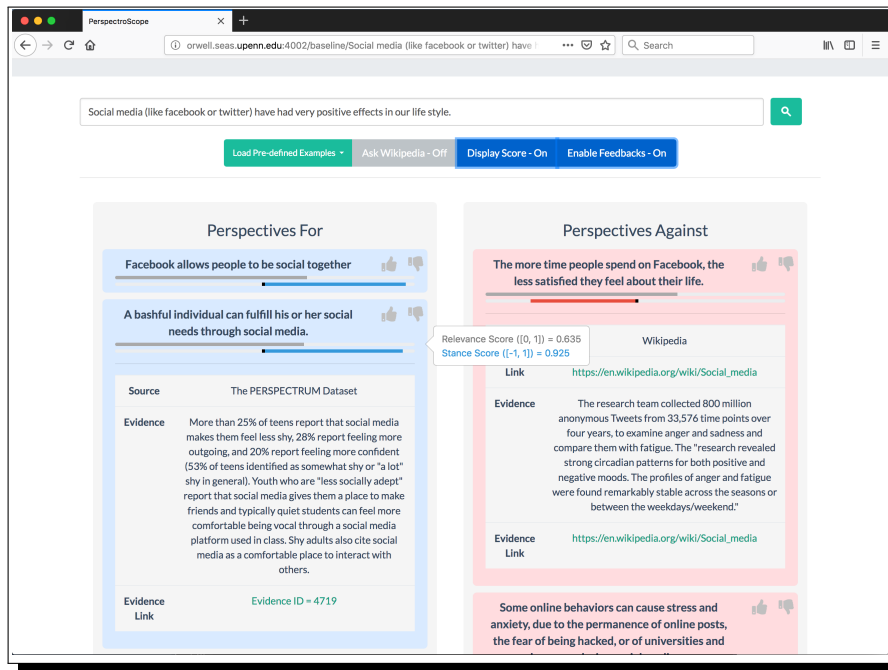 PerspectroScope
orwell.seas.upenn.edu:4002/baseline/Social media (like facebook or twitter) have
Search
Social media (like facebook or twitter) have had very positive effects in our life style.
Load Pre-defined Examples
Ask Wikipedia - Off
Display Score - On
Enable Feedbacks - On
Perspectives For
Facebook allows people to be social together
A bashful individual can fulfill his or her social
needs through social media.
Relevance Score ([0, 1]) = 0.635
Stance Score ([-1, 1]) = 0.925
Source The PERSPECTRUM Dataset
Evidence More than 25% of teens report that social media
makes them feel less shy, 28% report feeling more
outgoing, and 20% report feeling more confident
(53% of teens identified as somewhat shy or "a lot"
shy in general). Youth who are "less socially adept"
report that social media gives them a place to make
friends and typically quiet students can feel more
comfortable being vocal through a social media
platform used in class. Shy adults also cite social
media as a comfortable place to interact with
others.
Evidence Evidence ID = 4719
Link
Perspectives Against
The more time people spend on Facebook, the
less satisfied they feel about their life.
Wikipedia
Link https://en.wikipedia.org/wiki/Social_media
Evidence The research team collected 800 million
anonymous Tweets from 33,576 time points over
four years, to examine anger and sadness and
compare them with fatigue. The "research revealed
strong circadian patterns for both positive and
negative moods. The profiles of anger and fatigue
were found remarkably stable across the seasons or
between the weekdays/weekend."
Evidence https://en.wikipedia.org/wiki/Social_media
Link
Some online behaviors can cause stress and
anxiety, due to the permanence of online posts,
the fear of being hacked, or of universities and